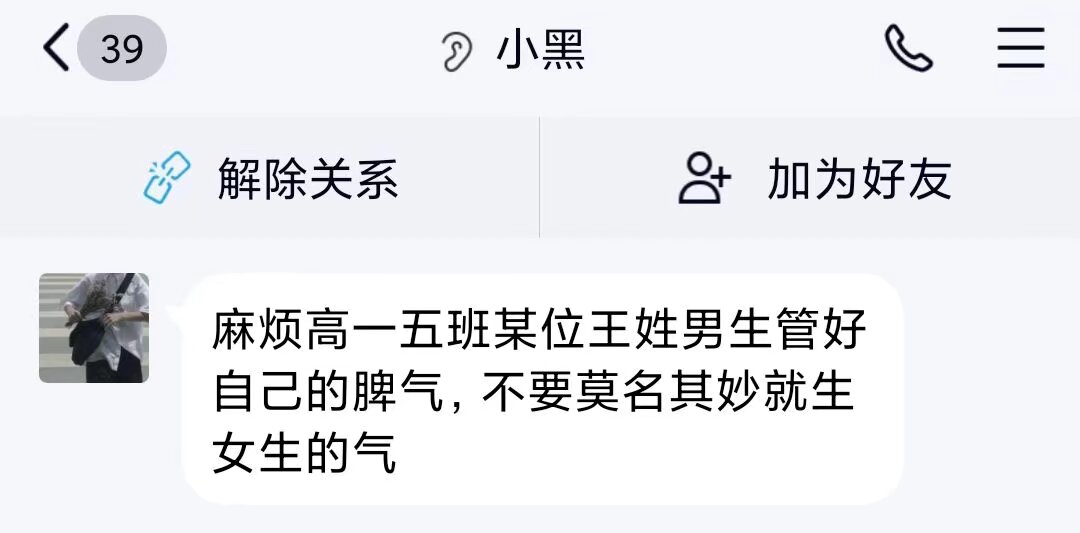 39
小黑
解除关系
加为好友
麻烦高一五班某位王姓男生管好
自己的脾气，不要莫名其妙就生
女生的气